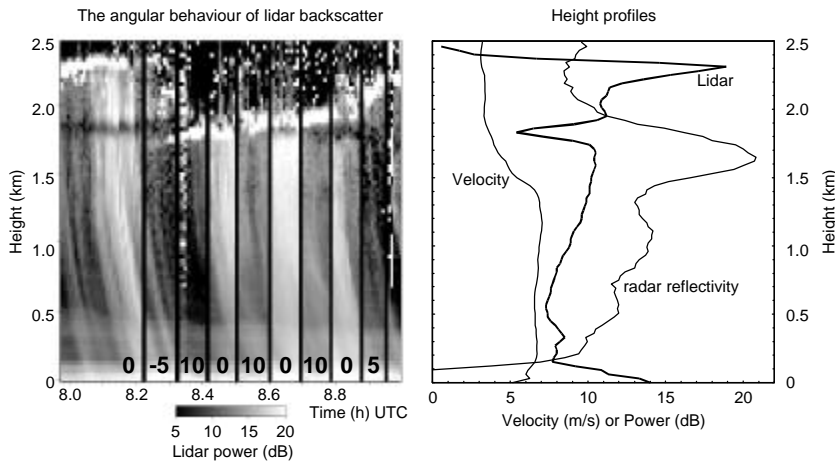 The angular behaviour of lidar backscatter
Height profiles
2.5
2.0
1.5
1.0
0.5
0
Height (km)
0 -5 10 0 10 0 10 0 5
8.0 8.2 8.4 8.6 8.8
Time (h) UTC
5 10 15 20
Lidar power (dB)
Lidar
Velocity
radar reflectivity
0 5 10 15 20
Velocity (m/s) or Power (dB)
2.5
2.0
1.5
1.0
0.5
0
Height (km)